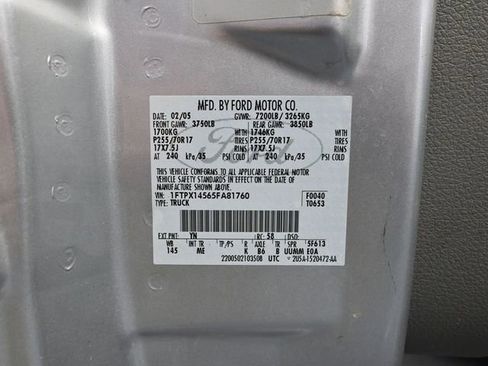 MFD. BY FORD MOTOR CO.
DATE: 02/05 GVWR: 7200LB/ 3265KG
FRONT GAWR: 3750LB REAR GAWR: 3850LB
1700KG WITH 1746KG WITH
P255/70R17 TIRES P255/70R17 TIRES
17X7.5J RIMS 17X7.5J RIMS
AT 240 kPa/35 PSI COLD AT 240 kPa/35 PSI COLD
THIS VEHICLE CONFORMS TO ALL APPLICABLE FEDERAL MOTOR
VEHICLE SAFETY STANDARDS IN EFFECT ON THE DATE OF
MANUFACTURE SHOWN ABOVE.
VIN: 1FTPX14565FA81760 F0040
TYPE: TRUCK T0653
EXT PNT: YN RC: 58 DSO:
WB INT TR TP/PS R AXLE TR SPR 5F613
145 ME K B6 B UUMM E0A
2200502103508 UTC 2U5A-1520472-AA
Ford